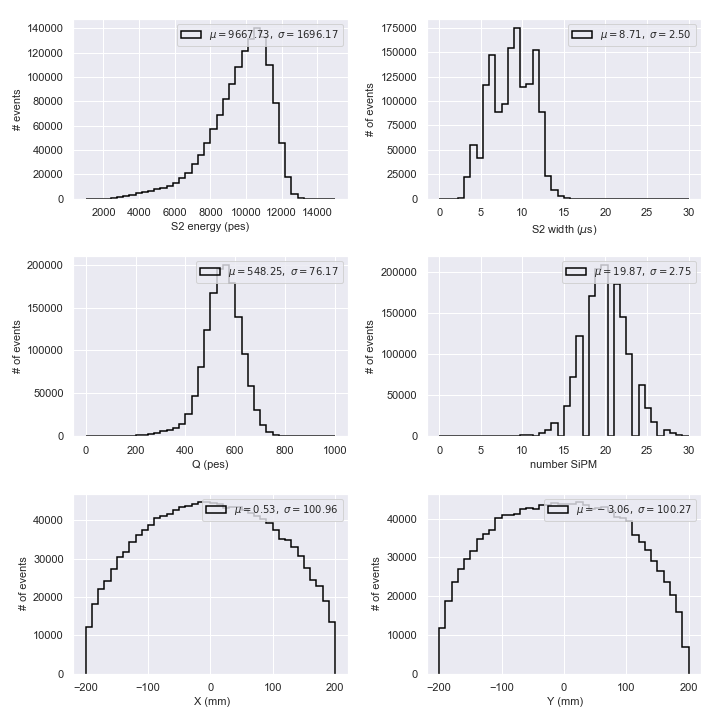 μ = 9667.73, σ = 1696.17
# events
140000
120000
100000
80000
60000
40000
20000
0
2000 4000 6000 8000 10000 12000 14000
S2 energy (pes)
μ = 8.71, σ = 2.50
# of events
175000
150000
125000
100000
75000
50000
25000
0
0 5 10 15 20 25 30
S2 width (μs)
μ = 548.25, σ = 76.17
# of events
200000
150000
100000
50000
0
0 200 400 600 800 1000
Q (pes)
μ = 19.87, σ = 2.75
# of events
200000
150000
100000
50000
0
0 5 10 15 20 25 30
number SiPM
μ = 0.53, σ = 100.96
# of events
40000
30000
20000
10000
0
−200 −100 0 100 200
X (mm)
μ = −3.06, σ = 100.27
# of events
40000
30000
20000
10000
0
−200 −100 0 100 200
Y (mm)